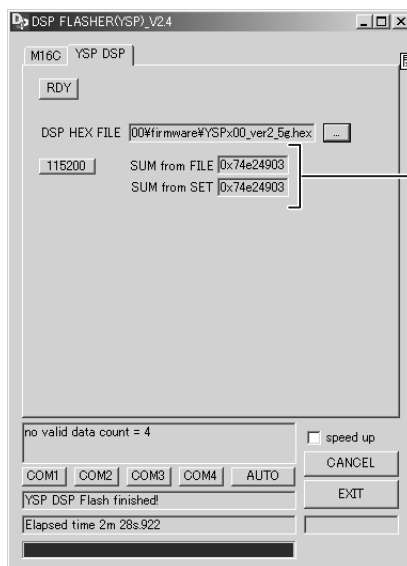 DSP FLASHER(YSP)_V2.4
M16C YSP DSP
RDY
DSP HEX FILE 00¥firmware¥YSPx00_ver2_5g.hex ...
115200 SUM from FILE 0x74e24903
SUM from SET 0x74e24903
no valid data count = 4
speed up
CANCEL
COM1 COM2 COM3 COM4 AUTO
YSP DSP Flash finished!
EXIT
Elapsed time 2m 28s.922